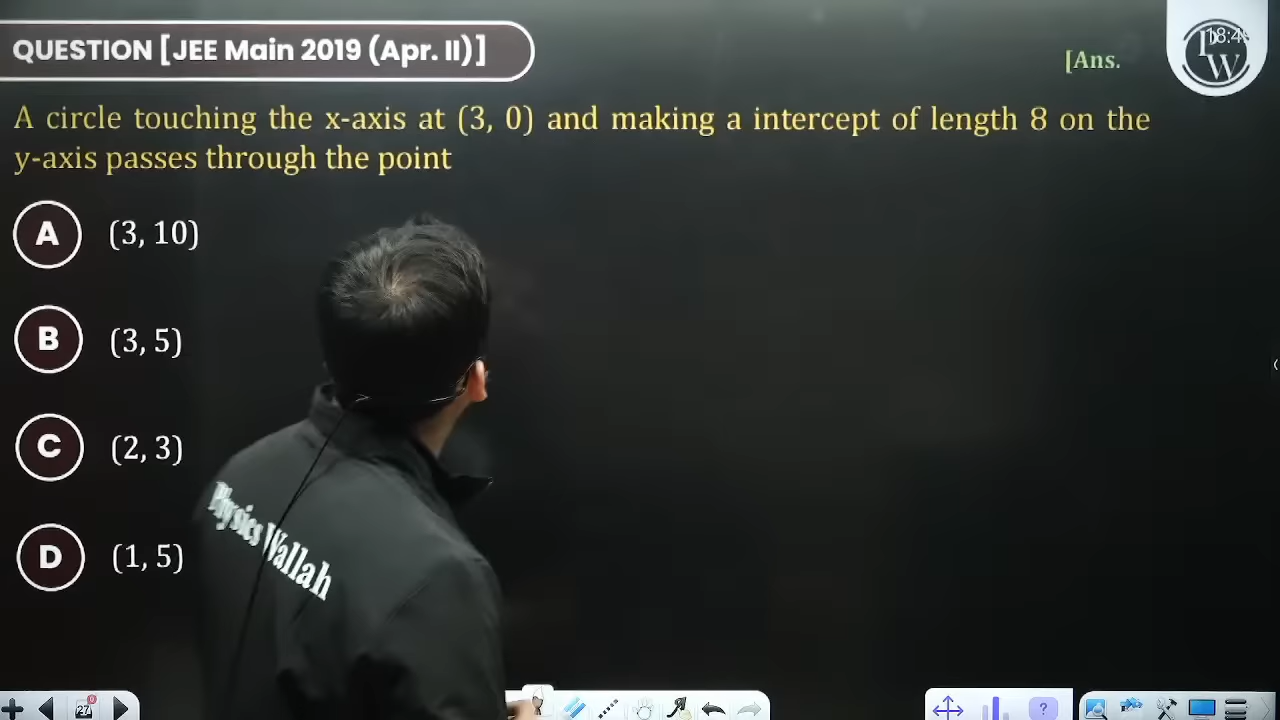 QUESTION [JEE Main 2019 (Apr. II)]
[Ans.
A circle touching the x-axis at (3, 0) and making a intercept of length 8 on the
y-axis passes through the point
A (3, 10)
B (3, 5)
C (2, 3)
D (1, 5)
Physics Wallah
27